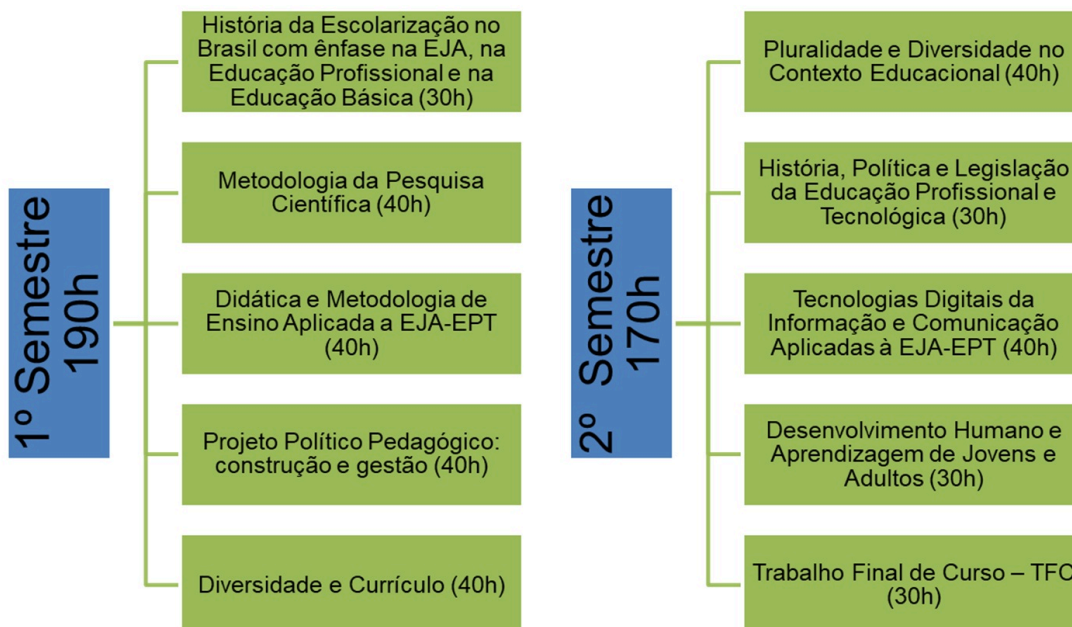 1º Semestre
190h
História da Escolarização no
Brasil com ênfase na EJA, na
Educação Profissional e na
Educação Básica (30h)
Metodologia da Pesquisa
Científica (40h)
Didática e Metodologia de
Ensino Aplicada a EJA-EPT
(40h)
Projeto Político Pedagógico:
construção e gestão (40h)
Diversidade e Currículo (40h)
2º Semestre
170h
Pluralidade e Diversidade no
Contexto Educacional (40h)
História, Política e Legislação
da Educação Profissional e
Tecnológica (30h)
Tecnologias Digitais da
Informação e Comunicação
Aplicadas à EJA-EPT (40h)
Desenvolvimento Humano e
Aprendizagem de Jovens e
Adultos (30h)
Trabalho Final de Curso – TFC
(30h)